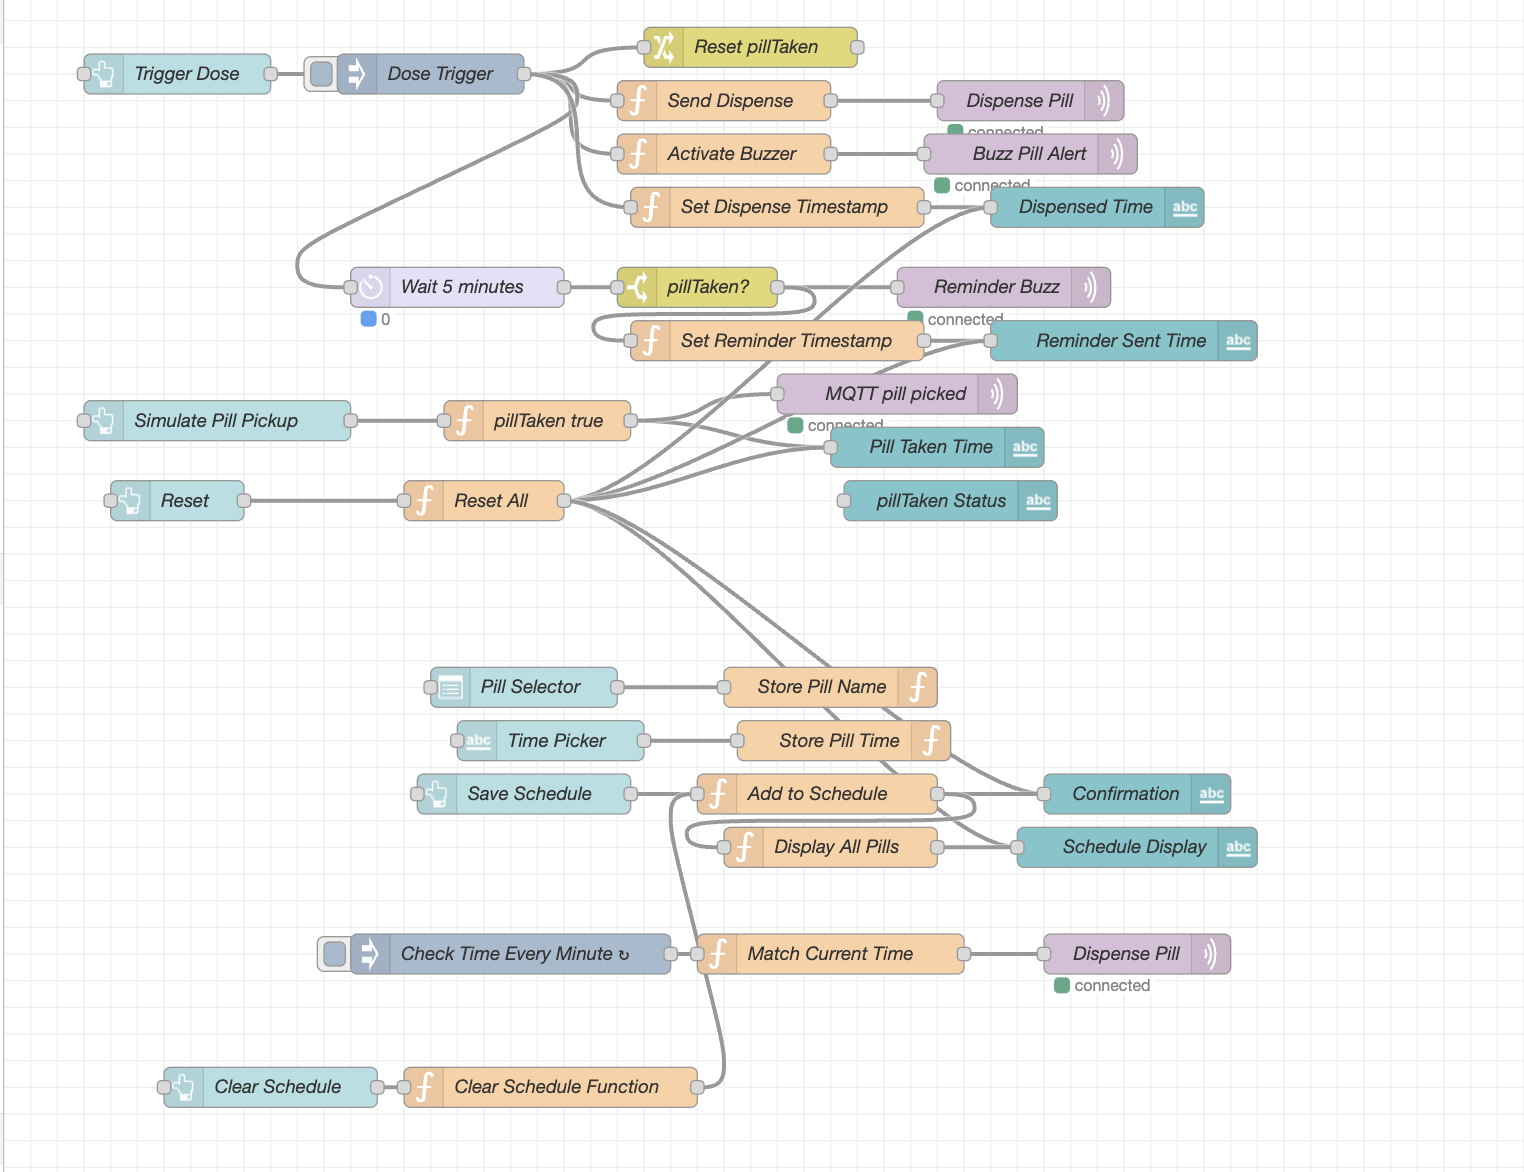 Reset pillTaken
Trigger Dose
Dose Trigger
Send Dispense
Dispense Pill
connected
Activate Buzzer
Buzz Pill Alert
connected
Set Dispense Timestamp
Dispensed Time
abc
Wait 5 minutes
pillTaken?
Reminder Buzz
0
connected
Set Reminder Timestamp
Reminder Sent Time
abc
MQTT pill picked
Simulate Pill Pickup
pillTaken true
connected
Pill Taken Time
abc
Reset
Reset All
pillTaken Status
abc
Pill Selector
Store Pill Name
abc
Time Picker
Store Pill Time
Save Schedule
Add to Schedule
Confirmation
abc
Display All Pills
Schedule Display
abc
Check Time Every Minute ↻
Match Current Time
Dispense Pill
connected
Clear Schedule
Clear Schedule Function